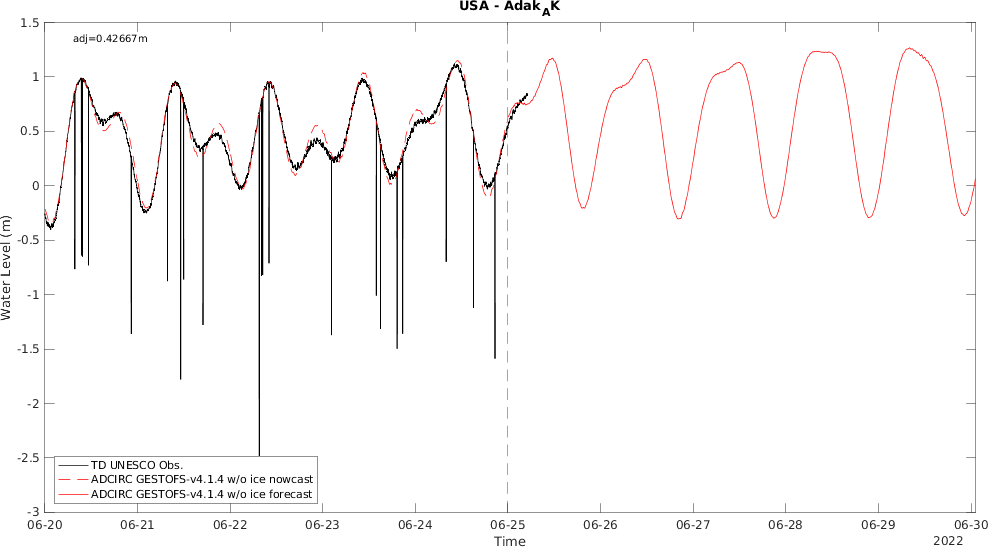 USA - Adak_AK
adj=0.42667m
1.5
1
0.5
0
-0.5
-1
-1.5
-2
-2.5
-3
Water Level (m)
TD UNESCO Obs.
ADCIRC GESTOFS-v4.1.4 w/o ice nowcast
ADCIRC GESTOFS-v4.1.4 w/o ice forecast
06-20 06-21 06-22 06-23 06-24 06-25 06-26 06-27 06-28 06-29 06-30
Time
2022